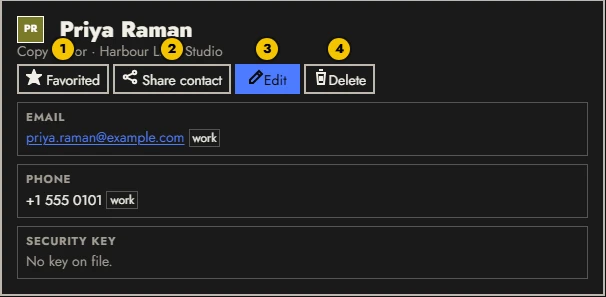 PR
Priya Raman
Copy · Harbour Studio
1
2
3
4
Favorited
Share contact
Edit
Delete
EMAIL
priya.raman@example.com work
PHONE
+1 555 0101 work
SECURITY KEY
No key on file.